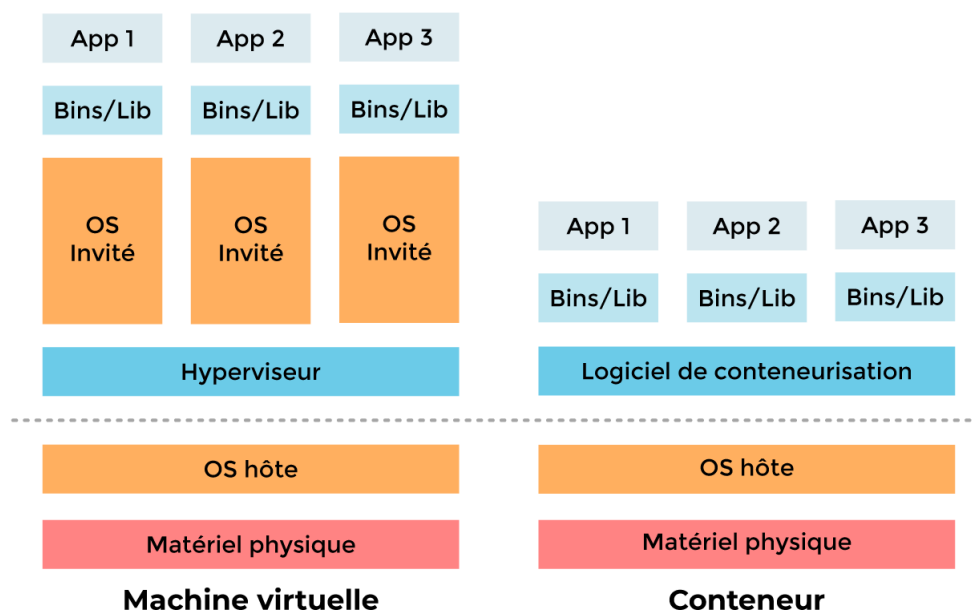 App 1
App 2
App 3
Bins/Lib
Bins/Lib
Bins/Lib
OS
Invité
OS
Invité
OS
Invité
Hyperviseur
OS hôte
Matériel physique
Machine virtuelle
App 1
App 2
App 3
Bins/Lib
Bins/Lib
Bins/Lib
Logiciel de conteneurisation
OS hôte
Matériel physique
Conteneur